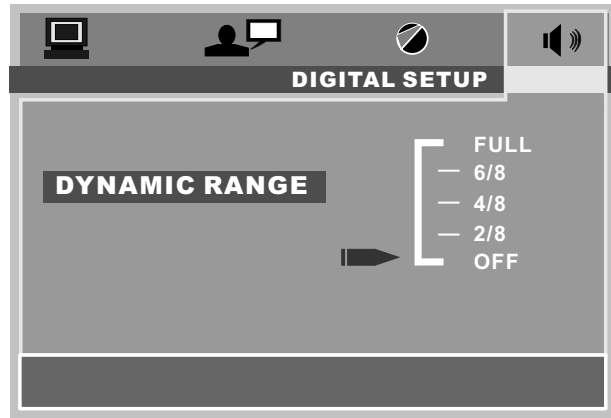 DIGITAL SETUP
DYNAMIC RANGE
FULL
6/8
4/8
2/8
OFF